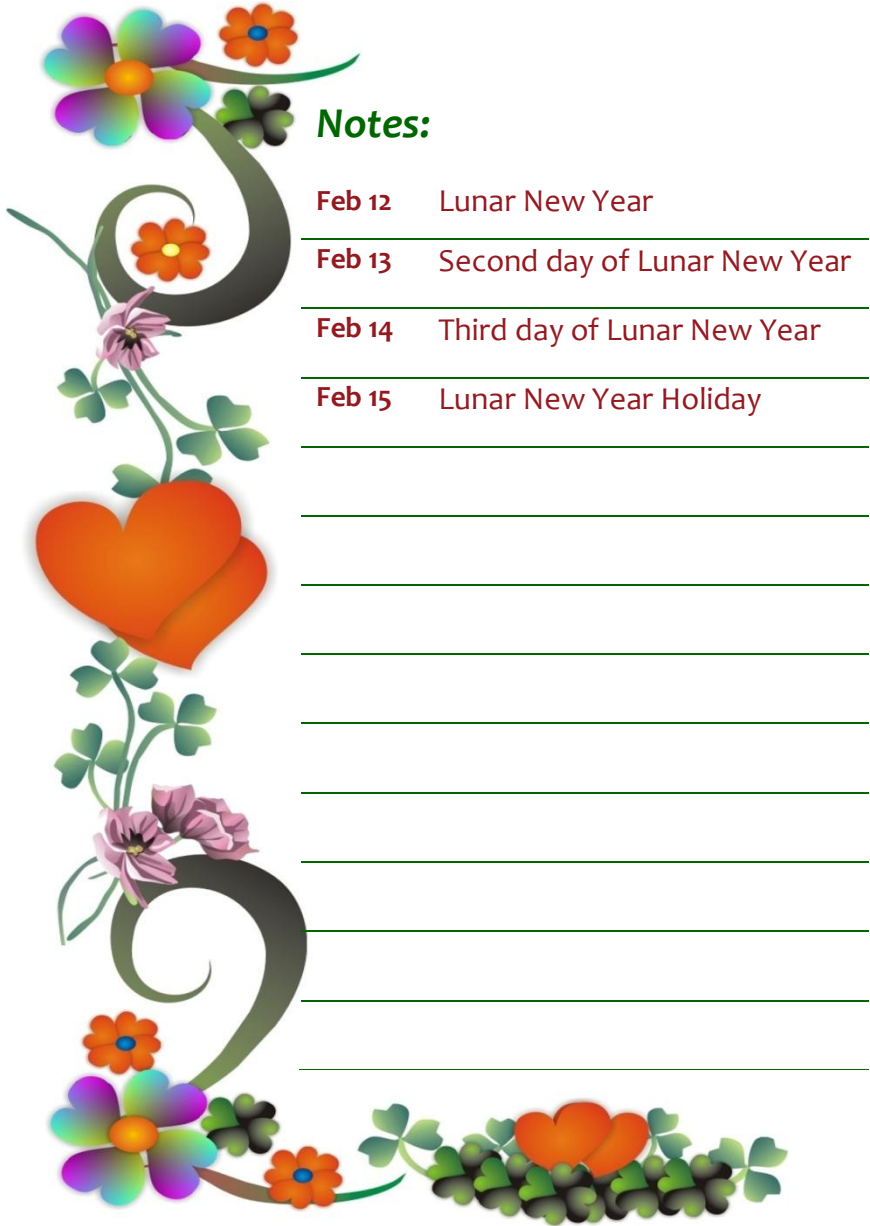 Notes:
Feb 12 Lunar New Year
Feb 13 Second day of Lunar New Year
Feb 14 Third day of Lunar New Year
Feb 15 Lunar New Year Holiday